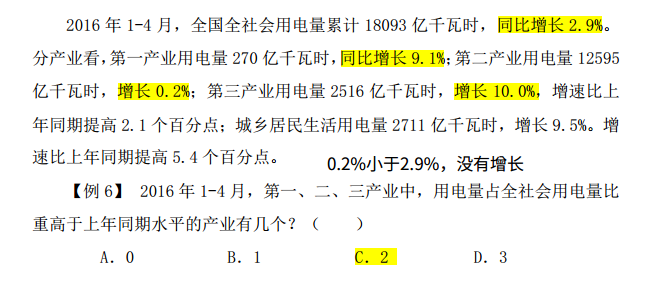 2016 年 1-4 月，全国全社会用电量累计 18093 亿千瓦时，同比增长 2.9%。
分产业看，第一产业用电量 270 亿千瓦时，同比增长 9.1%；第二产业用电量 12595
亿千瓦时，增长 0.2%；第三产业用电量 2516 亿千瓦时，增长 10.0%，增速比上
年同期提高 2.1 个百分点；城乡居民生活用电量 2711 亿千瓦时，增长 9.5%。增
速比上年同期提高 5.4 个百分点。
0.2%小于2.9%，没有增长
【例 6】 2016 年 1-4 月，第一、二、三产业中，用电量占全社会用电量比
重高于上年同期水平的产业有几个？（ ）
A. 0 B. 1 C. 2 D. 3